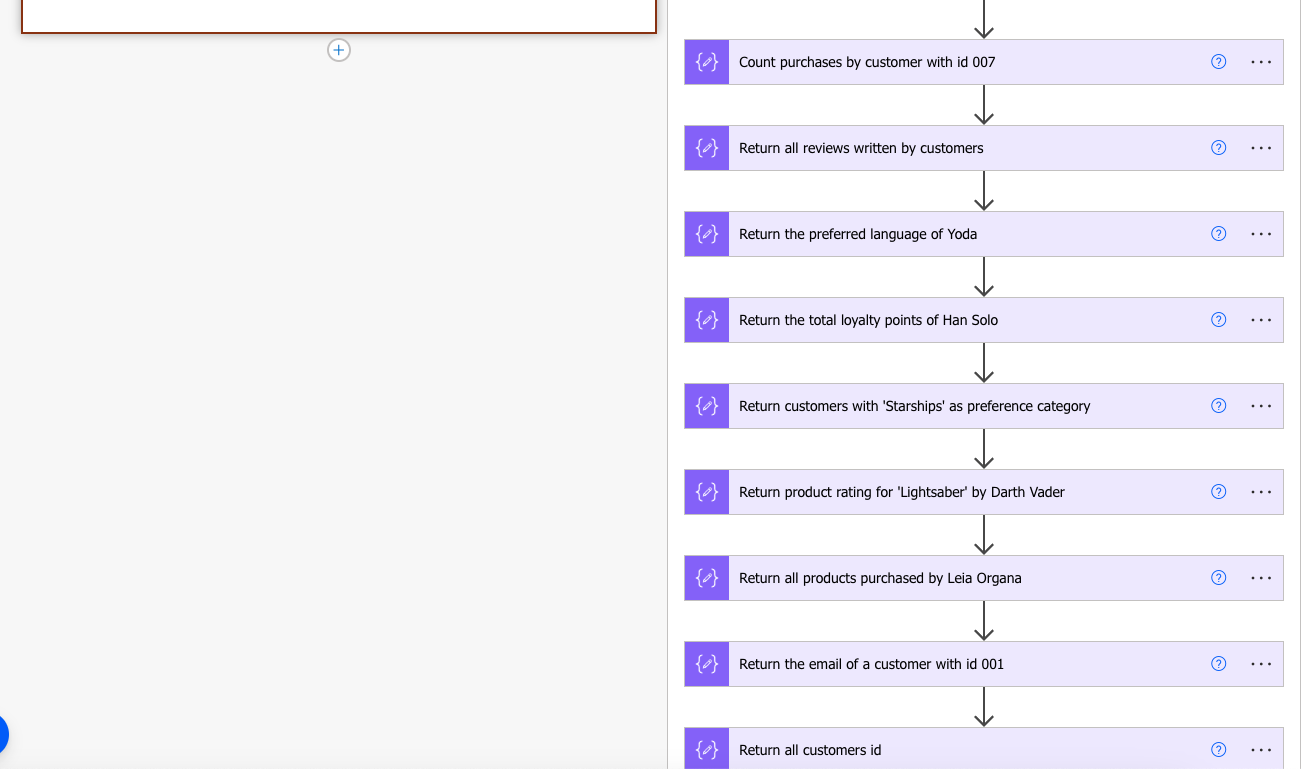 Count purchases by customer with id 007
Return all reviews written by customers
Return the preferred language of Yoda
Return the total loyalty points of Han Solo
Return customers with 'Starships' as preference category
Return product rating for 'Lightsaber' by Darth Vader
Return all products purchased by Leia Organa
Return the email of a customer with id 001
Return all customers id